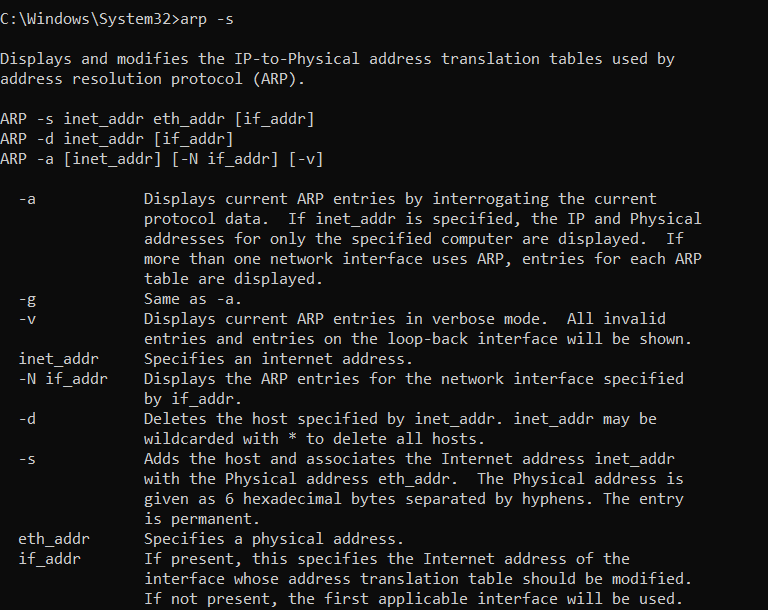 C:\Windows\System32>arp -s
Displays and modifies the IP-to-Physical address translation tables used by
address resolution protocol (ARP).
ARP -s inet_addr eth_addr [if_addr]
ARP -d inet_addr [if_addr]
ARP -a [inet_addr] [-N if_addr] [-v]
-a Displays current ARP entries by interrogating the current
protocol data.  If inet_addr is specified, the IP and Physical
addresses for only the specified computer are displayed.  If
more than one network interface uses ARP, entries for each ARP
table are displayed.
-g Same as -a.
-v Displays current ARP entries in verbose mode.  All invalid
entries and entries on the loop-back interface will be shown.
inet_addr Specifies an internet address.
-N if_addr Displays the ARP entries for the network interface specified
by if_addr.
-d Deletes the host specified by inet_addr. inet_addr may be
wildcarded with * to delete all hosts.
-s Adds the host and associates the Internet address inet_addr
with the Physical address eth_addr.  The Physical address is
given as 6 hexadecimal bytes separated by hyphens. The entry
is permanent.
eth_addr Specifies a physical address.
if_addr If present, this specifies the Internet address of the
interface whose address translation table should be modified.
If not present, the first applicable interface will be used.